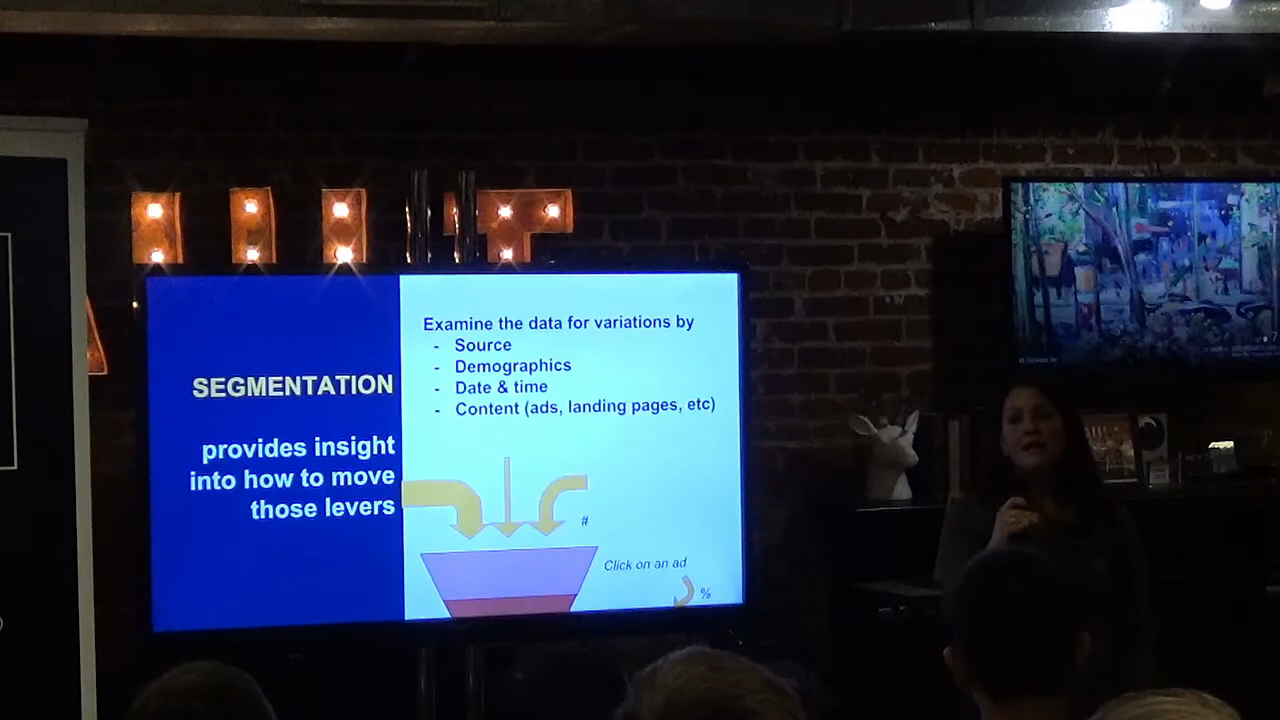 SEGMENTATION
provides insight
into how to move
those levers
Examine the data for variations by
- Source
- Demographics
- Date & time
- Content (ads, landing pages, etc)
#
Click on an ad
%